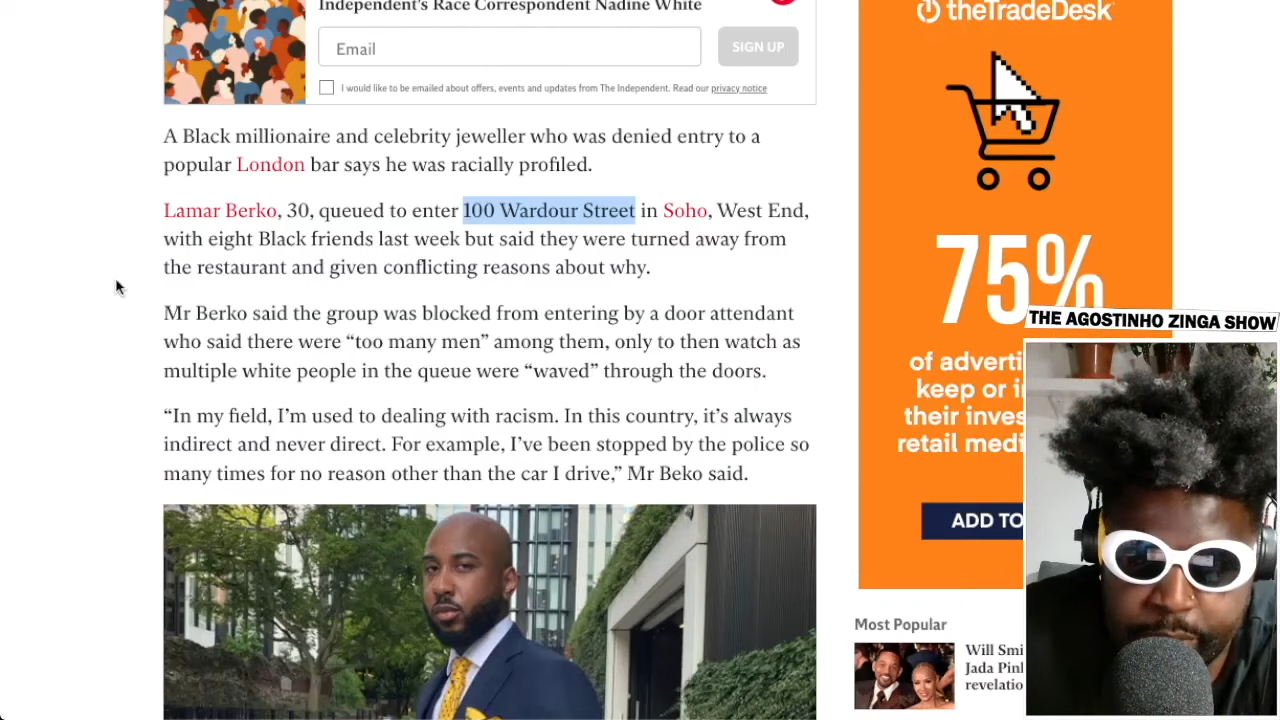 Independent's Race Correspondent Nadine White
Email
SIGN UP
I would like to be emailed about offers, events and updates from The Independent. Read our privacy notice
A Black millionaire and celebrity jeweller who was denied entry to a
popular London bar says he was racially profiled.
Lamar Berko, 30, queued to enter 100 Wardour Street in Soho, West End,
with eight Black friends last week but said they were turned away from
the restaurant and given conflicting reasons about why.
Mr Berko said the group was blocked from entering by a door attendant
who said there were “too many men” among them, only to then watch as
multiple white people in the queue were “waved” through the doors.
“In my field, I’m used to dealing with racism. In this country, it’s always
indirect and never direct. For example, I’ve been stopped by the police so
many times for no reason other than the car I drive,” Mr Beko said.
theTradeDesk
75%
of adverti
keep or i
their inves
retail medi
ADD TO
THE AGOSTINHO ZINGA SHOW
Most Popular
Will Smi
Jada Pin
revelatio